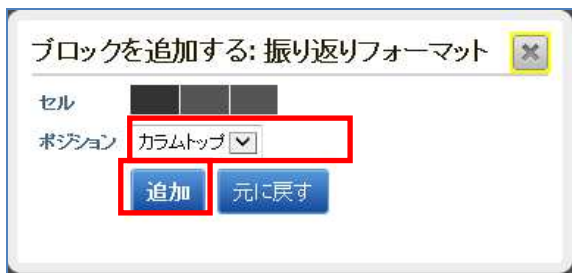 ブロックを追加する: 振り返りフォーマット
セル
ポジション カラムトップ
追加 元に戻す